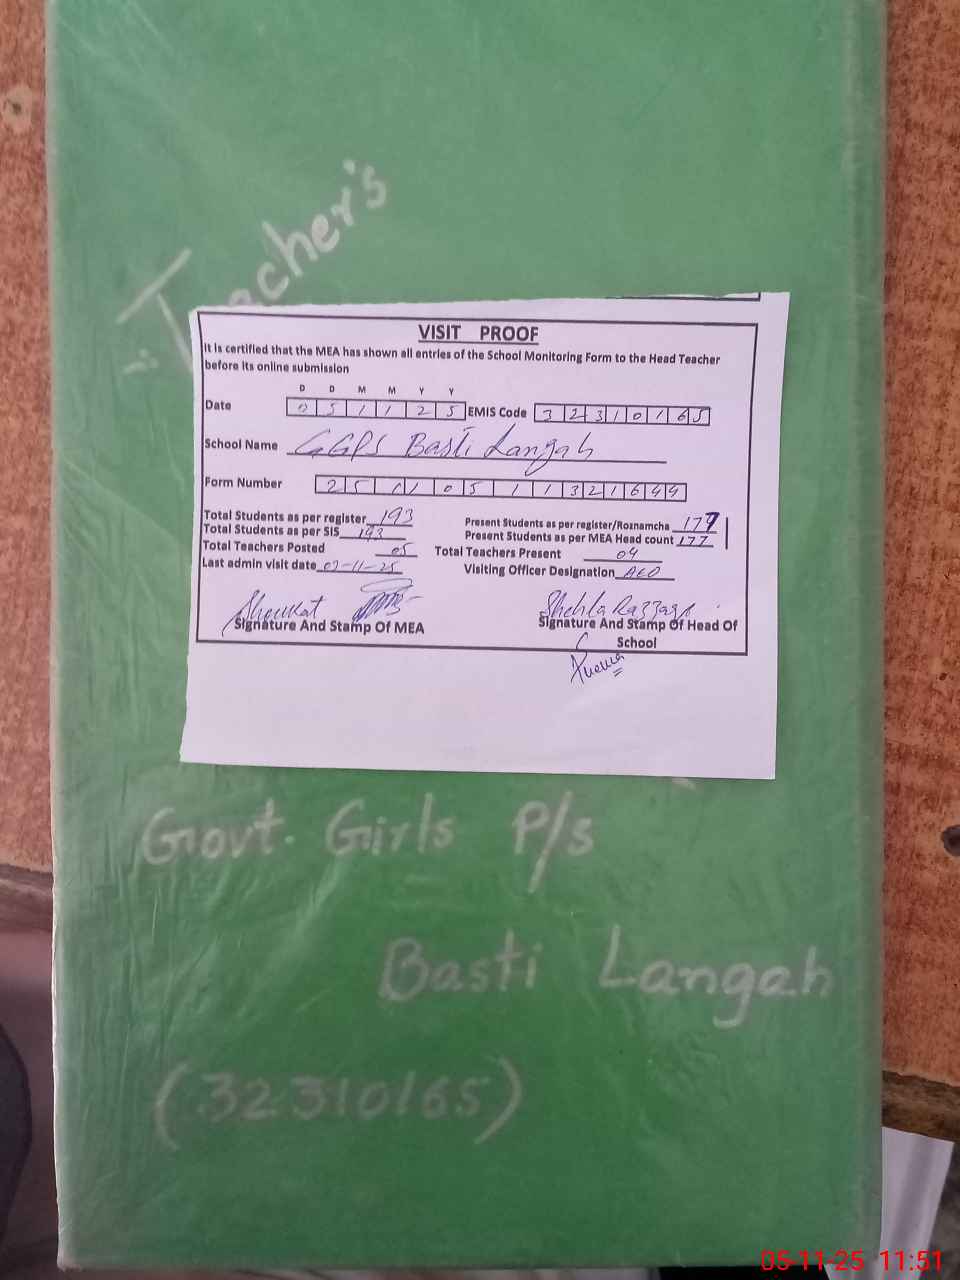 Teacher's
VISIT PROOF
It is certified that the MEA has shown all entries of the School Monitoring Form to the Head Teacher
before its online submission
D D M M Y Y
Date 0 5 1 1 2 5 EMIS Code 3 2 3 1 0 1 6 5
School Name GGPS Basti Langah
Form Number 2 5 1 1 0 5 1 1 3 2 1 6 4 4
Total Students as per register 193 Present Students as per register/Roznamcha 177
Total Students as per SIS 193 Present Students as per MEA Head count 177
Total Teachers Posted 05 Total Teachers Present 04
Last admin visit date 03-11-25 Visiting Officer Designation AEO
Shoukat Shehla Razzaq
Signature And Stamp Of MEA Signature And Stamp Of Head Of
School
Govt. Girls P/s
Basti Langah
(32310165)
05-11-25 11:51